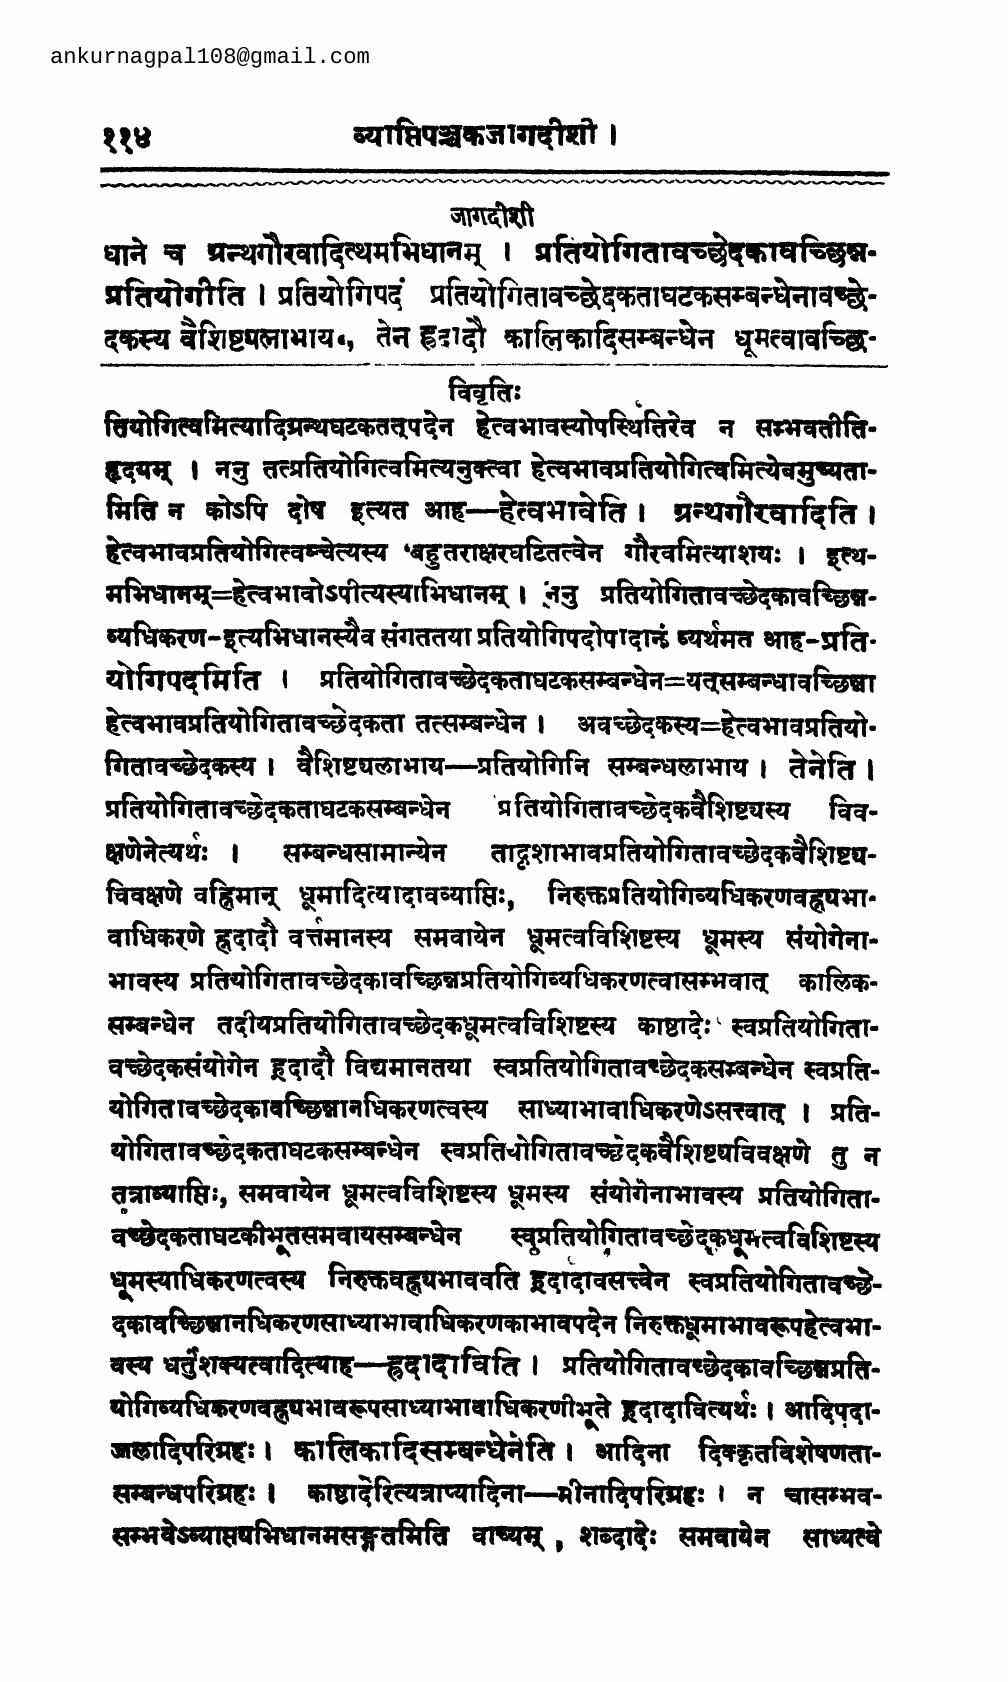 ankurnagpal108@gmail.com
११४ व्याप्तिपञ्चकजागदीशी ।
जागदीशी
धाने च ग्रन्थगौरवादित्थमभिधानम् । प्रतियोगितावच्छेदकावच्छिन्न-
प्रतियोगीति । प्रतियोगिपदं प्रतियोगितावच्छेदकताघटकसम्बन्धेनावच्छे-
दकस्य वैशिष्ट्यलाभाय, तेन ह्रदादौ कालिकादिसम्बन्धेन धूमत्वावच्छि-
विवृतिः
तियोगित्वमित्यादिग्रन्थघटकतत्पदेन हेत्वभावस्योपस्थितिरेव न सम्भवतीति-
हृदयम् । ननु तत्प्रतियोगित्वमित्यनुक्त्वा हेत्वभावप्रतियोगित्वमित्येवमुच्यता-
मिति न कोऽपि दोष इत्यत आह—हेत्वभावेति । ग्रन्थगौरवादिति ।
हेत्वभावप्रतियोगित्वञ्चेत्यस्य बहुतराक्षरघटितत्वेन गौरवमित्याशयः । इत्थ-
मभिधानम्=हेत्वभावोऽपीत्यस्याभिधानम् । ननु प्रतियोगितावच्छेदकावच्छिन्न-
व्यधिकरण-इत्यभिधानस्यैव संगततया प्रतियोगिपदोपादानं व्यर्थमत आह-प्रति-
योगिपदमिति । प्रतियोगितावच्छेदकताघटकसम्बन्धेन=यत्सम्बन्धावच्छिन्ना
हेत्वभावप्रतियोगितावच्छेदकता तत्सम्बन्धेन । अवच्छेदकस्य=हेत्वभावप्रतियो-
गितावच्छेदकस्य । वैशिष्ट्यलाभाय—प्रतियोगिनि सम्बन्धलाभाय । तेनेति ।
प्रतियोगितावच्छेदकताघटकसम्बन्धेन प्रतियोगितावच्छेदकवैशिष्ट्यस्य विव-
क्षणेनेत्यर्थः । सम्बन्धसामान्येन तादृशाभावप्रतियोगितावच्छेदकवैशिष्ट्य-
विवक्षणे वह्निमान् धूमादित्यादावव्याप्तिः, निरुक्तप्रतियोगिव्यधिकरणवह्न्यभा-
वाधिकरणे ह्रदादौ वर्त्तमानस्य समवायेन धूमत्वविशिष्टस्य धूमस्य संयोगेना-
भावस्य प्रतियोगितावच्छेदकावच्छिन्नप्रतियोगिव्यधिकरणत्वासम्भवात् कालिक-
सम्बन्धेन तदीयप्रतियोगितावच्छेदकधूमत्वविशिष्टस्य काष्ठादेः स्वप्रतियोगिता-
वच्छेदकसंयोगेन ह्रदादौ विद्यमानतया स्वप्रतियोगितावच्छेदकसम्बन्धेन स्वप्रति-
योगितावच्छेदकावच्छिन्नानधिकरणत्वस्य साध्याभावाधिकरणेऽसत्त्वात् । प्रति-
योगितावच्छेदकताघटकसम्बन्धेन स्वप्रतियोगितावच्छेदकवैशिष्ट्यविवक्षणे तु न
तत्राव्याप्तिः, समवायेन धूमत्वविशिष्टस्य धूमस्य संयोगेनाभावस्य प्रतियोगिता-
वच्छेदकताघटकीभूतसमवायसम्बन्धेन स्वप्रतियोगितावच्छेदकधूमत्वविशिष्टस्य
धूमस्याधिकरणत्वस्य निरुक्तवह्न्यभाववति ह्रदादावसत्त्वेन स्वप्रतियोगितावच्छे-
दकावच्छिन्नानधिकरणसाध्याभावाधिकरणकाभावपदेन निरुक्तधूमाभावरूपहेत्वभा-
वस्य धर्तुंशक्यत्वादित्याह—ह्रदादाविति । प्रतियोगितावच्छेदकावच्छिन्नप्रति-
योगिव्यधिकरणवह्न्यभावरूपसाध्याभावाधिकरणीभूते ह्रदादावित्यर्थः । आदिपदा-
ज्जलादिपरिग्रहः । कालिकादिसम्बन्धेनेति । आदिना दिक्कृतविशेषणता-
सम्बन्धपरिग्रहः । काष्ठादेरित्यत्राप्यादिना—मीनादिपरिग्रहः । न चासम्भव-
सम्भवेऽव्याप्त्यभिधानमसङ्गतमिति वाच्यम् , शब्दादेः समवायेन साध्यत्वे